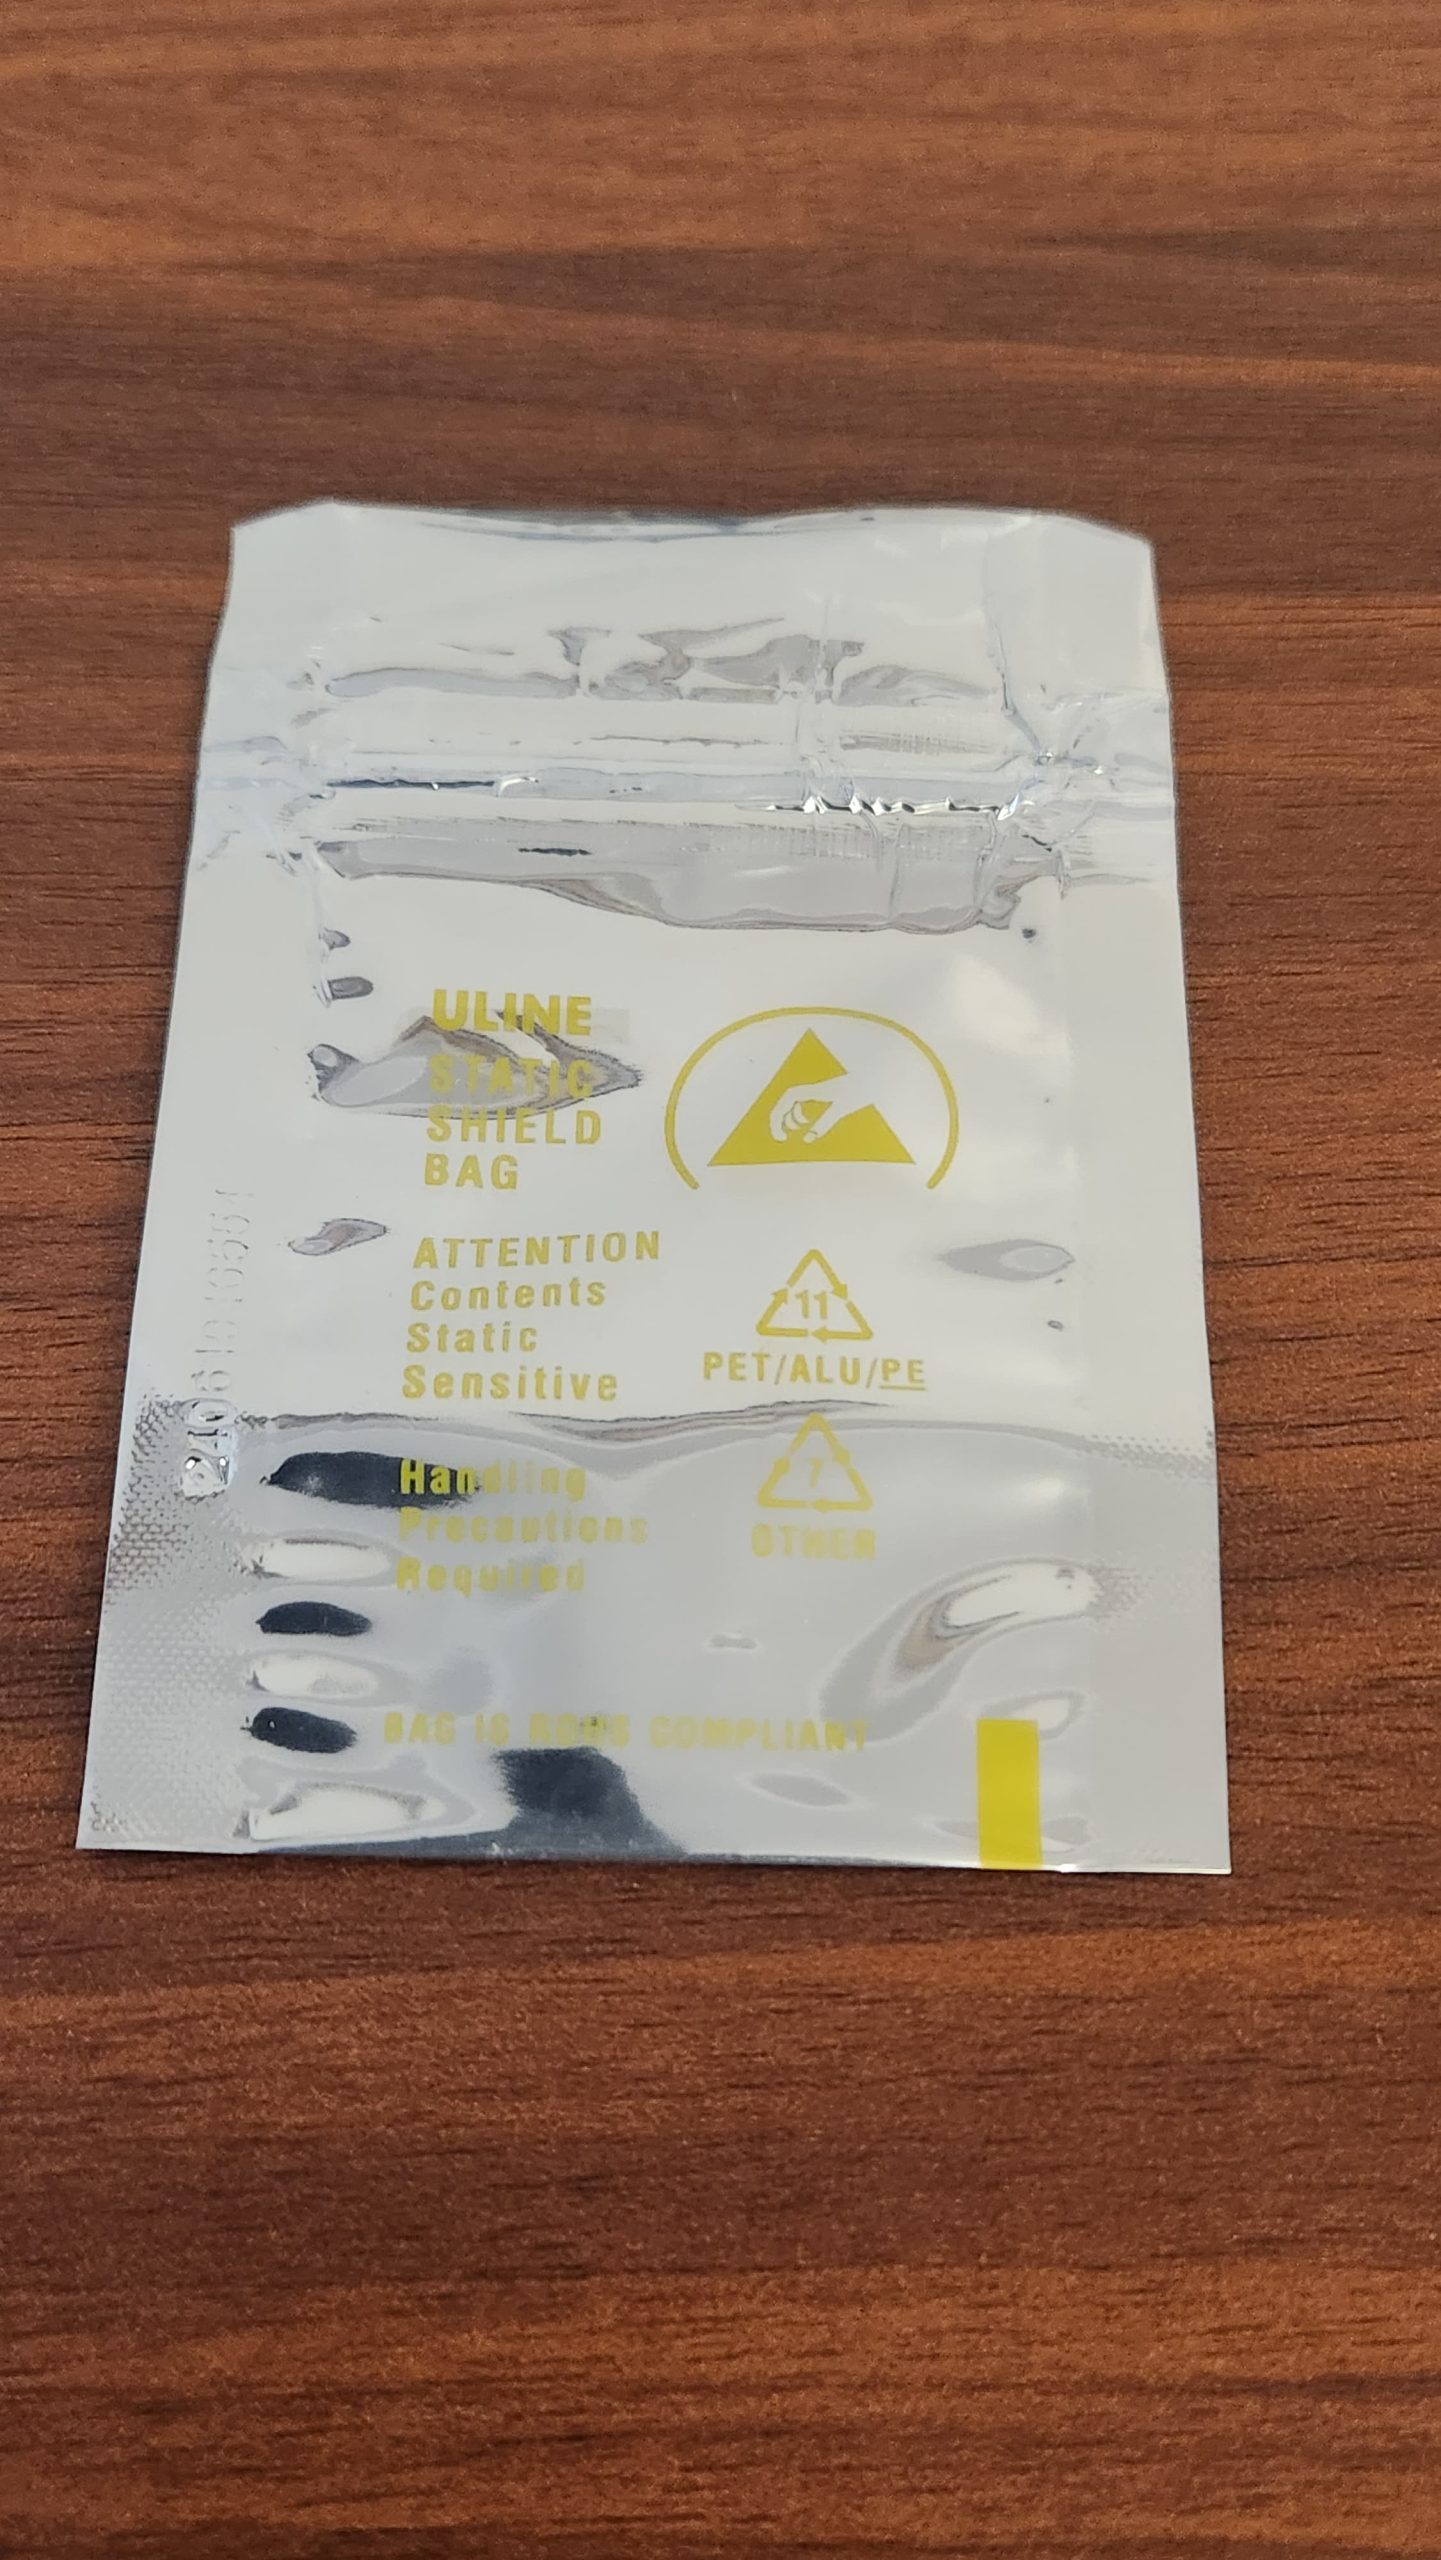 ULINE
STATIC
SHIELD
BAG
ATTENTION
Contents
Static
Sensitive
Handling
Precautions
Required
BAG IS ROHS COMPLIANT
11
PET/ALU/PE
7
OTHER